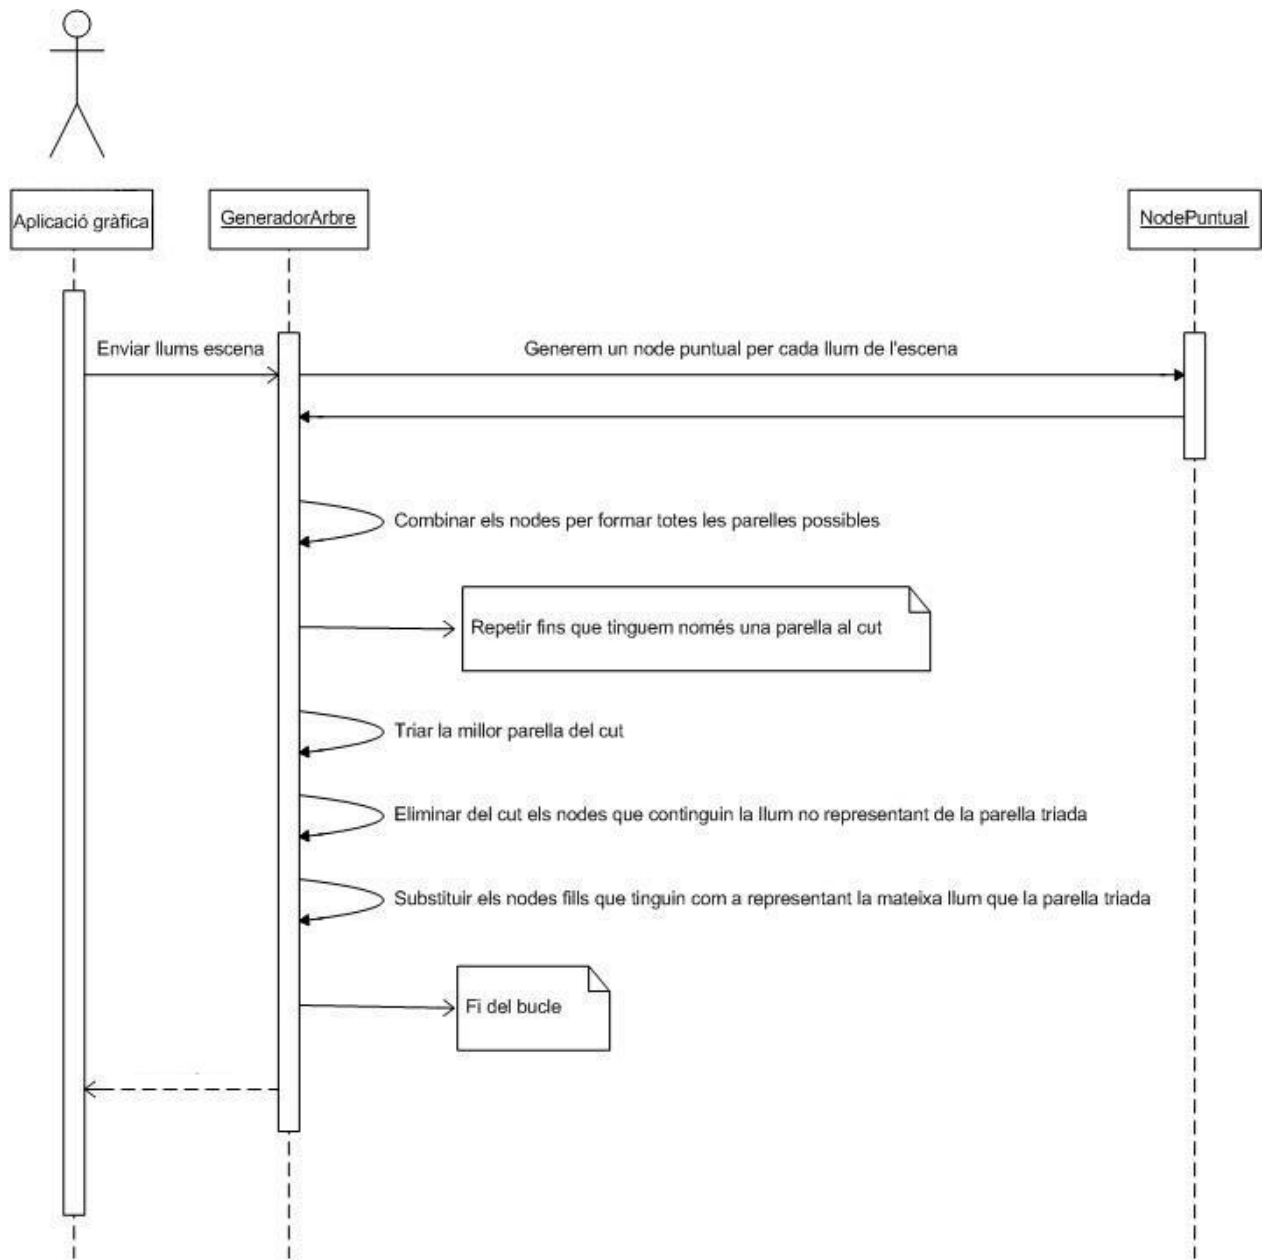 Aplicació gràfica
GeneradorArbre
NodePuntual
Enviar llums escena
Generem un node puntual per cada llum de l'escena
Combinar els nodes per formar totes les parelles possibles
Repetir fins que tinguem només una parella al cut
Triar la millor parella del cut
Eliminar del cut els nodes que continguin la llum no representant de la parella triada
Substituir els nodes fills que tinguin com a representant la mateixa llum que la parella triada
Fi del bucle